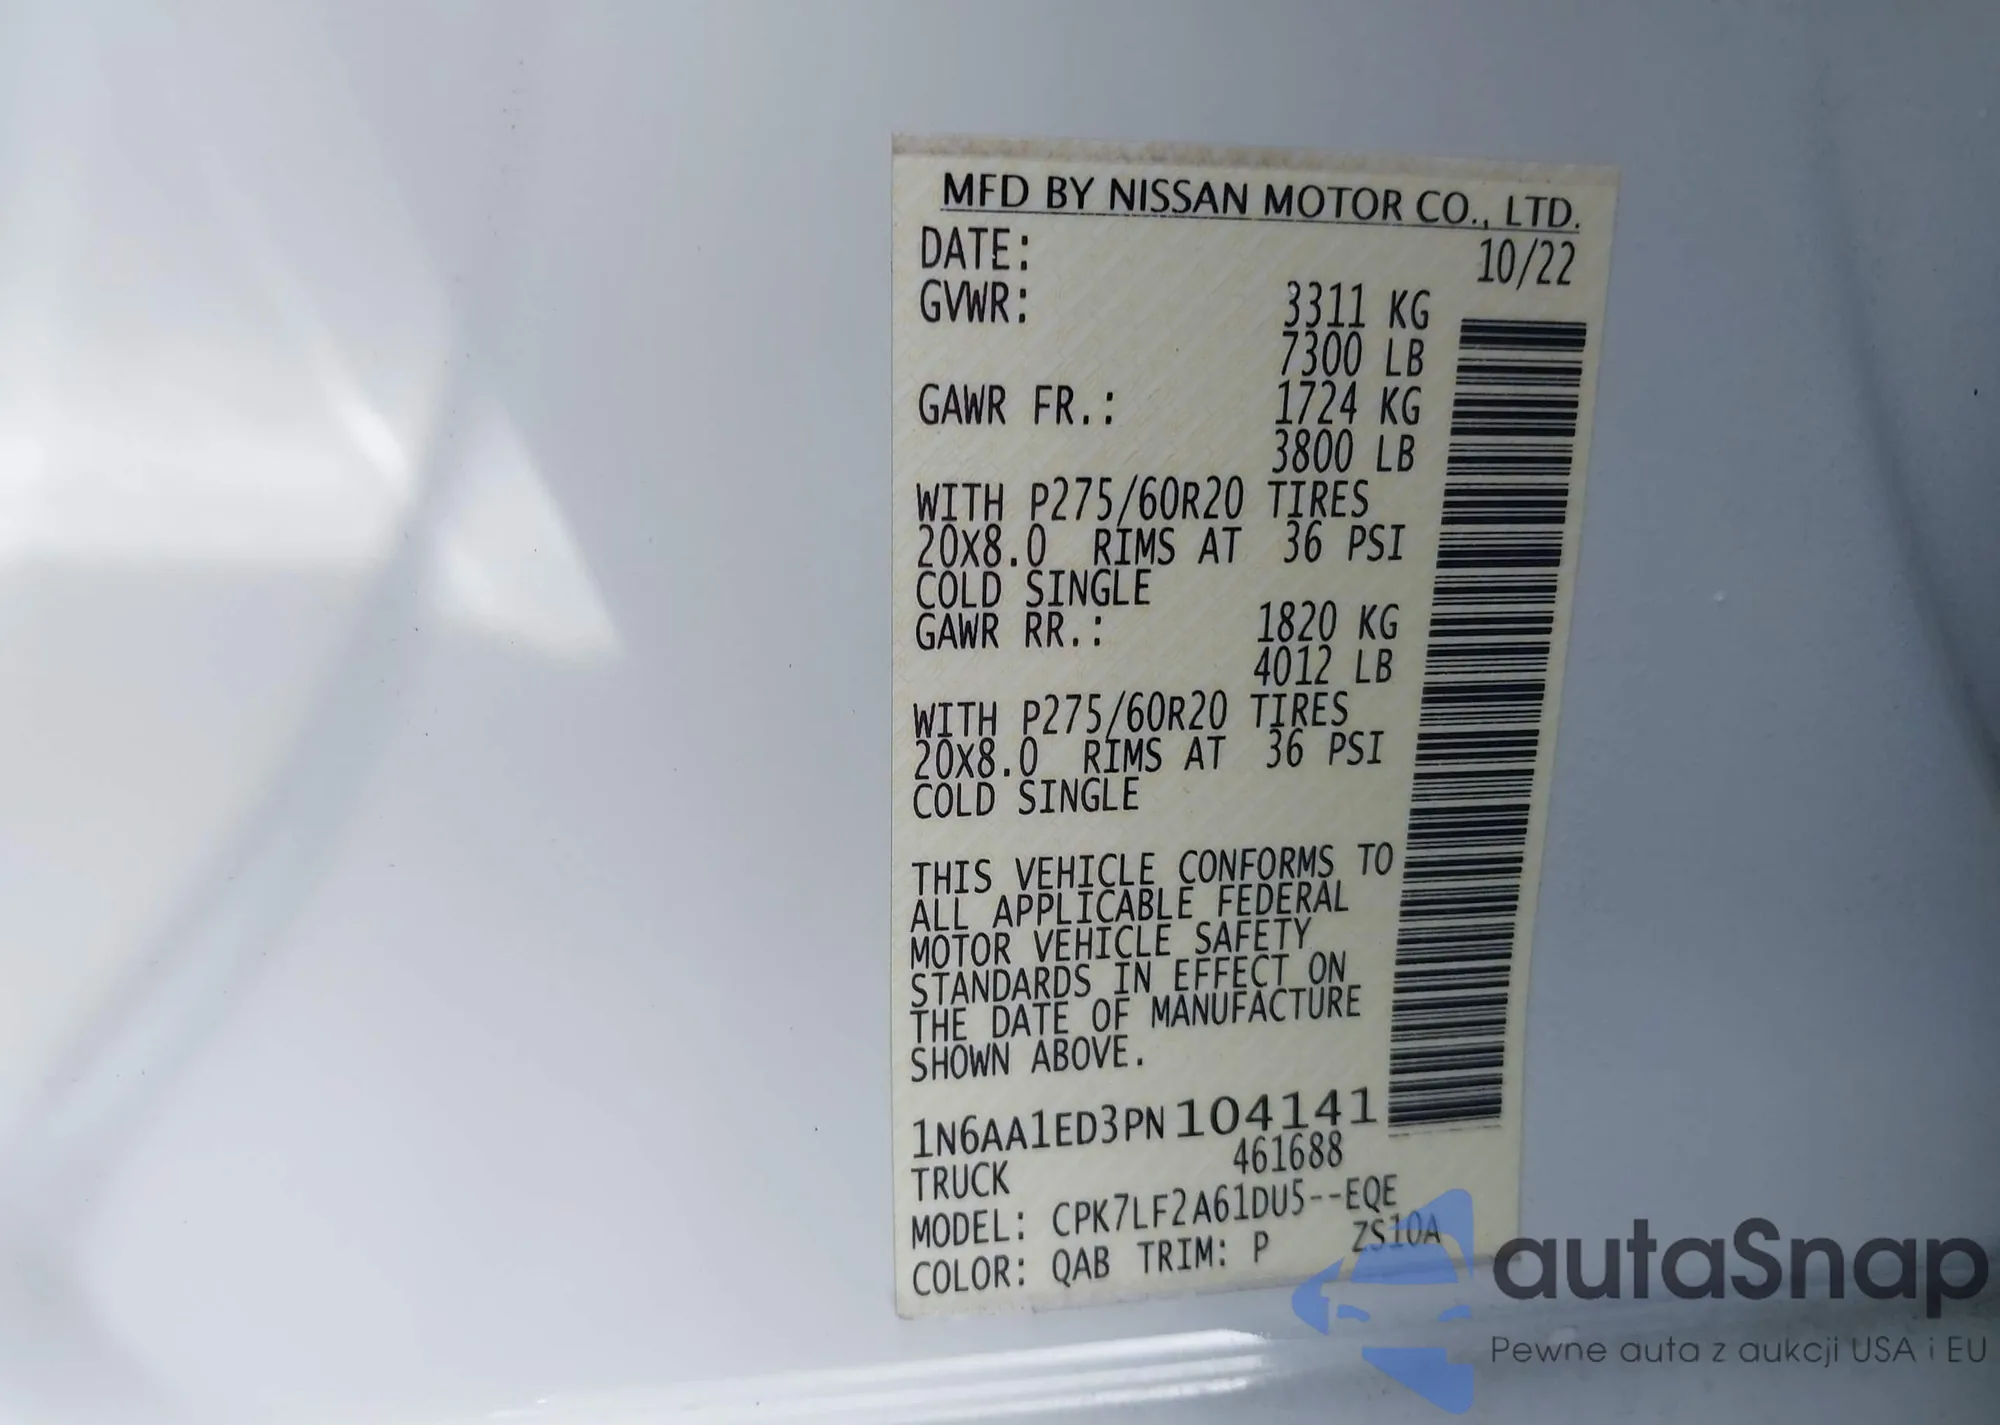 MFD BY NISSAN MOTOR CO., LTD.
DATE: 10/22
GVWR: 3311 KG
7300 LB
GAWR FR.: 1724 KG
3800 LB
WITH P275/60R20 TIRES
20X8.0 RIMS AT 36 PSI
COLD SINGLE
GAWR RR.: 1820 KG
4012 LB
WITH P275/60R20 TIRES
20X8.0 RIMS AT 36 PSI
COLD SINGLE
THIS VEHICLE CONFORMS TO
ALL APPLICABLE FEDERAL
MOTOR VEHICLE SAFETY
STANDARDS IN EFFECT ON
THE DATE OF MANUFACTURE
SHOWN ABOVE.
1N6AA1ED3PN104141
TRUCK 461688
MODEL: CPK7LF2A61DU5--EQE
COLOR: QAB TRIM: P ZS10A
autaSnap
Pewne auta z aukcji USA i EU